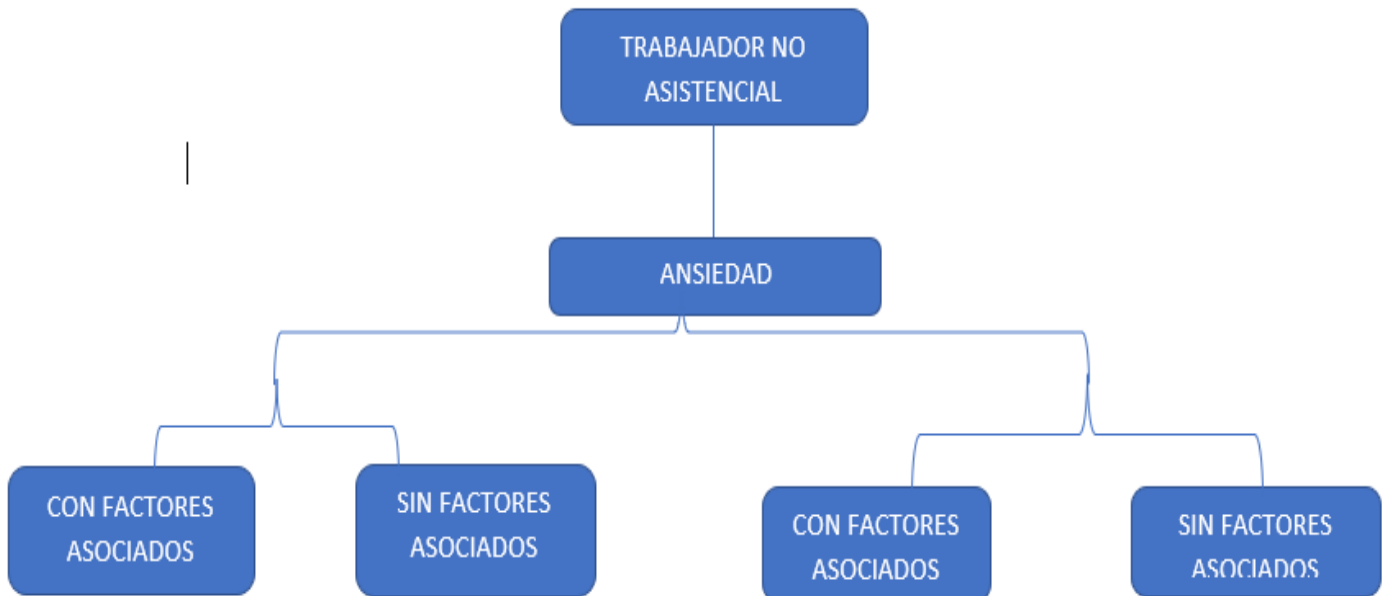 TRABAJADOR NO
ASISTENCIAL
ANSIEDAD
CON FACTORES
ASOCIADOS
SIN FACTORES
ASOCIADOS
CON FACTORES
ASOCIADOS
SIN FACTORES
ASOCIADOS